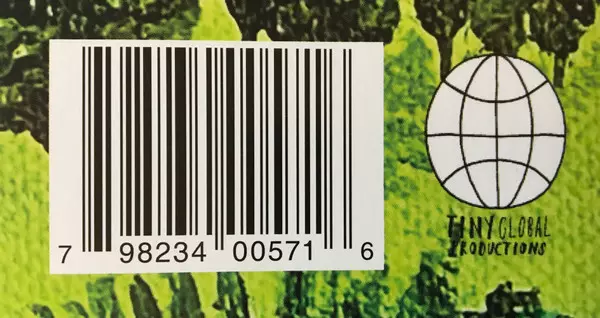 7 98234 00571 6
TINY GLOBAL
PRODUCTIONS